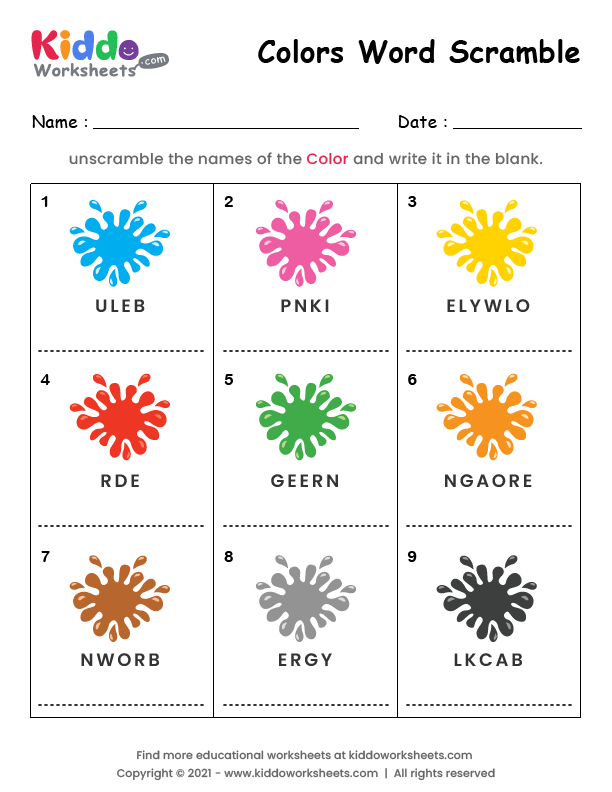 Kiddo
Worksheets.com
Colors Word Scramble
Name : Date :
unscramble the names of the Color and write it in the blank.
1 2 3
ULEB PNKI ELYWLO
4 5 6
RDE GEERN NGAORE
7 8 9
NWORB ERGY LKCAB
Find more educational worksheets at kiddoworksheets.com
Copyright © 2021 - www.kiddoworksheets.com | All rights reserved